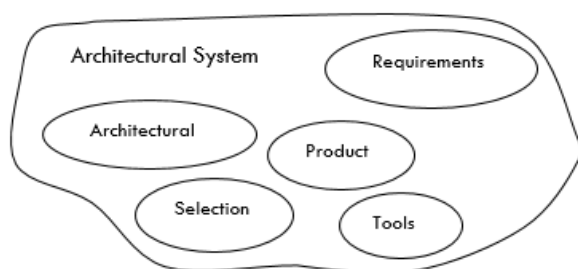 Architectural System
Requirements
Architectural
Product
Selection
Tools